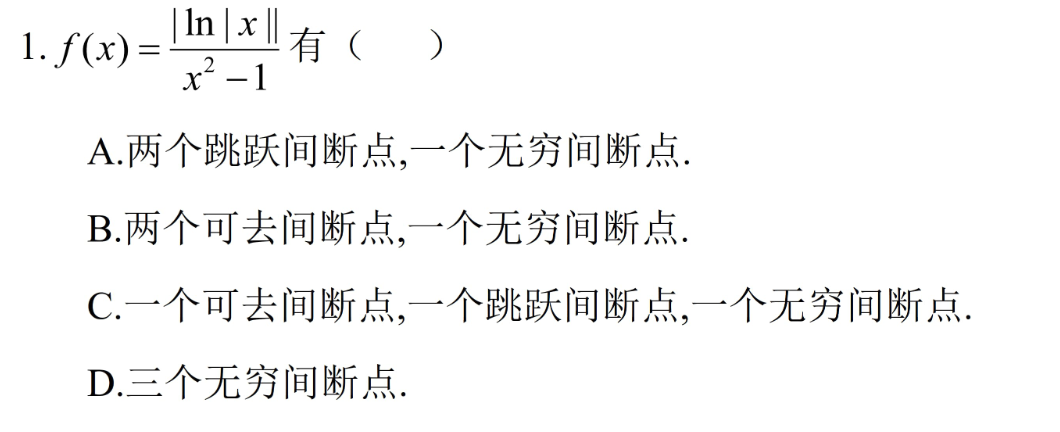 1. f(x) = |ln|x|| / x² − 1 有（ ）
A.两个跳跃间断点,一个无穷间断点.
B.两个可去间断点,一个无穷间断点.
C.一个可去间断点,一个跳跃间断点,一个无穷间断点.
D.三个无穷间断点.